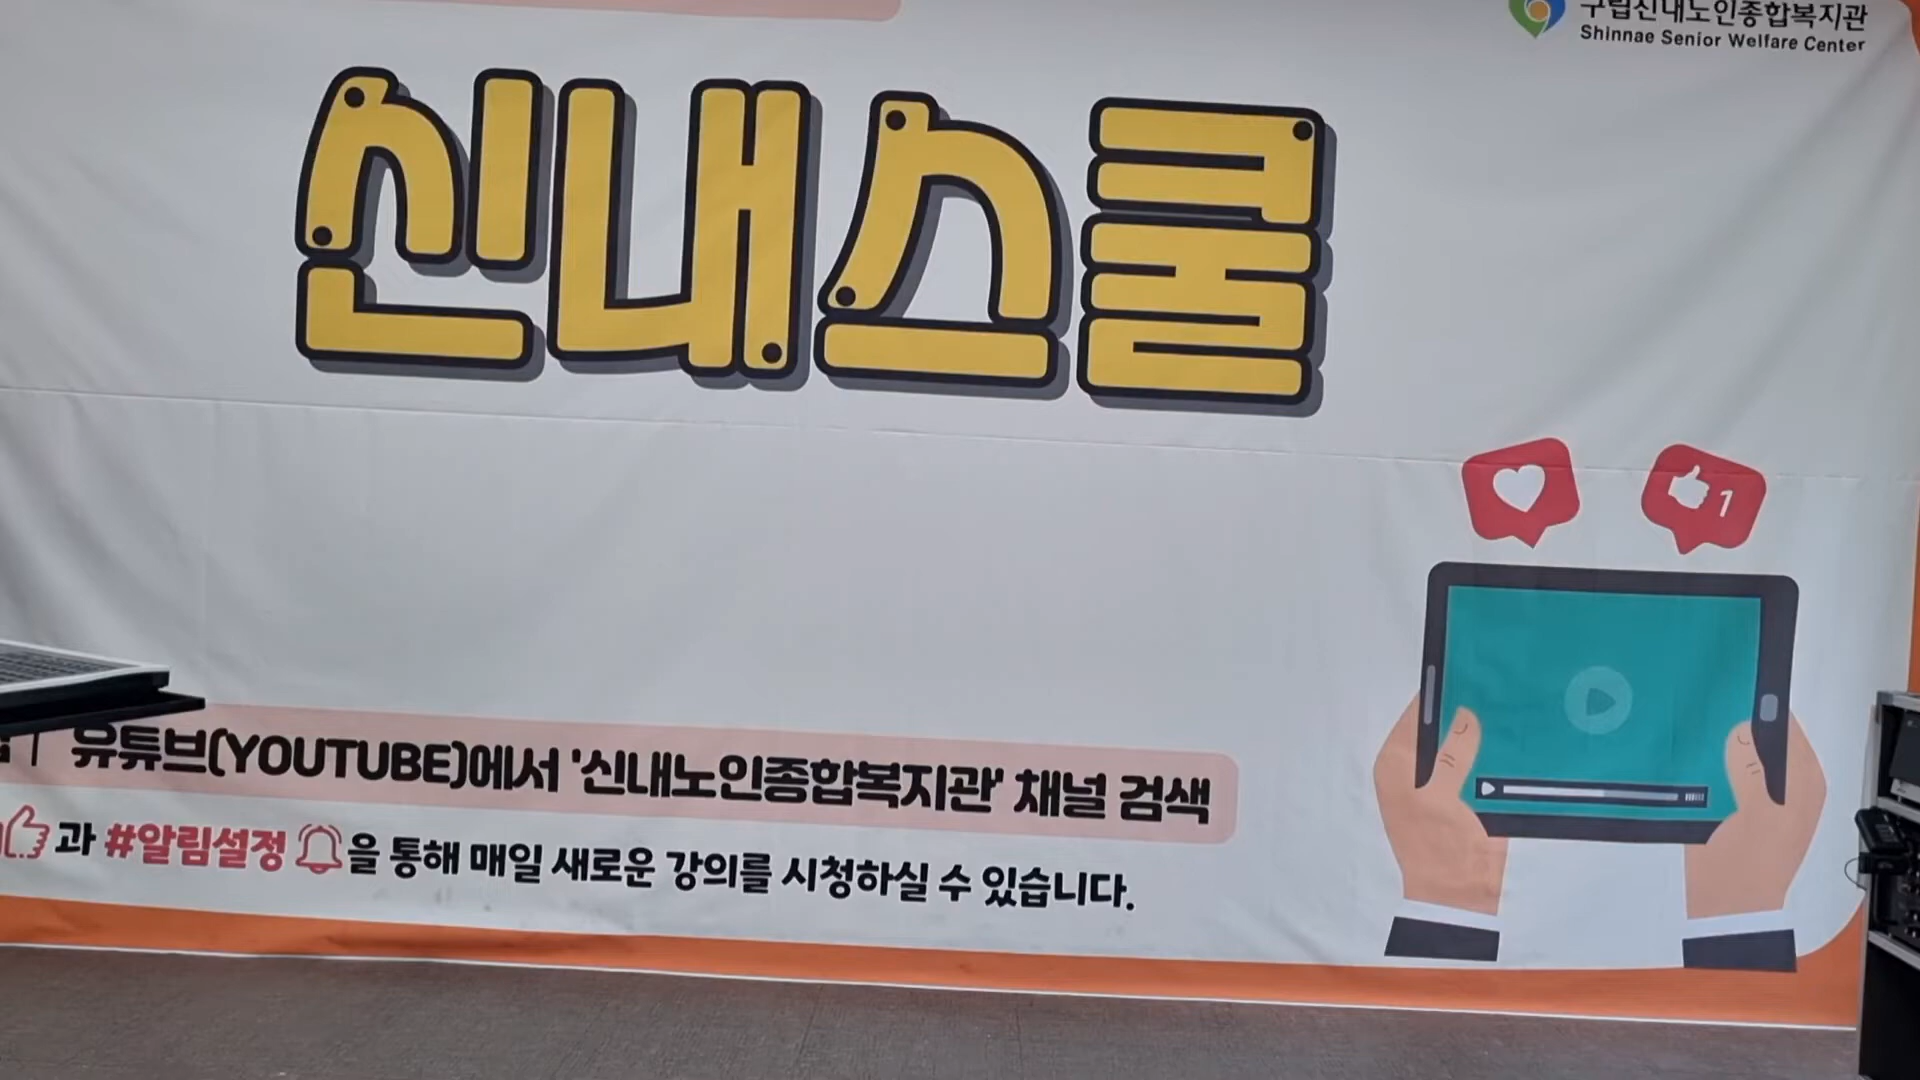 구립신내노인종합복지관
Shinnae Senior Welfare Center
신내스쿨
1
유튜브(YOUTUBE)에서 '신내노인종합복지관' 채널 검색
과 #알림설정 을 통해 매일 새로운 강의를 시청하실 수 있습니다.